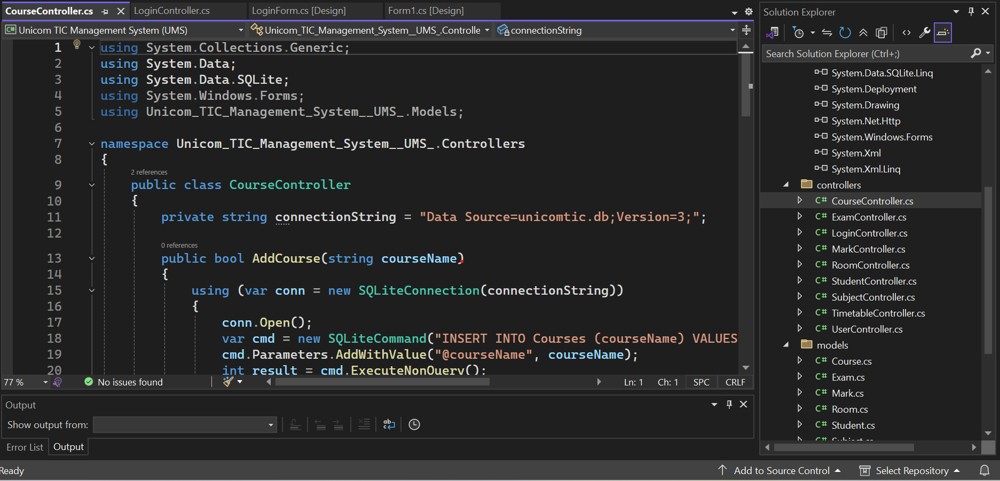 CourseController.cs
LoginController.cs
LoginForm.cs [Design]
Form1.cs [Design]
C# Unicom TIC Management System (UMS)
Unicom_TIC_Management_System__UMS_.Controlle
connectionString
1 using System.Collections.Generic;
2 using System.Data;
3 using System.Data.SQLite;
4 using System.Windows.Forms;
5 using Unicom_TIC_Management_System__UMS_.Models;
6
7 namespace Unicom_TIC_Management_System__UMS_.Controllers
8 {
2 references
9 public class CourseController
10 {
11 private string connectionString = "Data Source=unicomtic.db;Version=3;";
12
0 references
13 public bool AddCourse(string courseName)
14 {
15 using (var conn = new SQLiteConnection(connectionString))
16 {
17 conn.Open();
18 var cmd = new SQLiteCommand("INSERT INTO Courses (courseName) VALUES
19 cmd.Parameters.AddWithValue("@courseName", courseName);
20 int result = cmd.ExecuteNonQuery();
77 %
No issues found
Ln: 1
Ch: 1
SPC
CRLF
Output
Show output from:
Error List
Output
Ready
Add to Source Control
Select Repository
Solution Explorer
Search Solution Explorer (Ctrl+;)
System.Data.SQLite.Linq
System.Deployment
System.Drawing
System.Net.Http
System.Windows.Forms
System.Xml
System.Xml.Linq
controllers
C# CourseController.cs
C# ExamController.cs
C# LoginController.cs
C# MarkController.cs
C# RoomController.cs
C# StudentController.cs
C# SubjectController.cs
C# TimetableController.cs
C# UserController.cs
models
C# Course.cs
C# Exam.cs
C# Mark.cs
C# Room.cs
C# Student.cs
C# Subject.cs